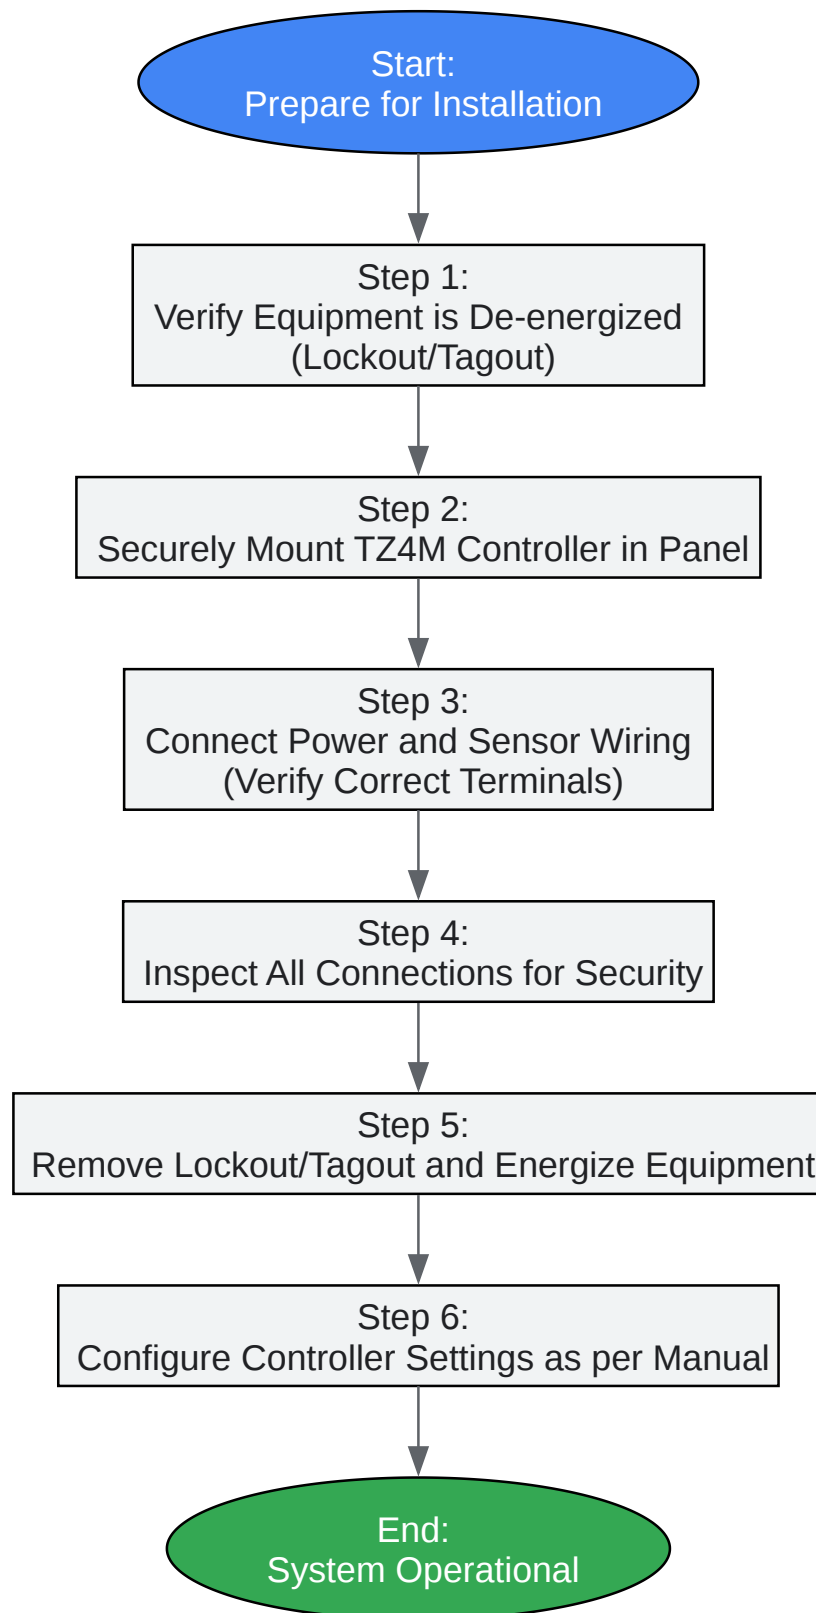 Start:
Prepare for Installation
Step 1:
Verify Equipment is De-energized
(Lockout/Tagout)
Step 2:
Securely Mount TZ4M Controller in Panel
Step 3:
Connect Power and Sensor Wiring
(Verify Correct Terminals)
Step 4:
Inspect All Connections for Security
Step 5:
Remove Lockout/Tagout and Energize Equipment
Step 6:
Configure Controller Settings as per Manual
End:
System Operational